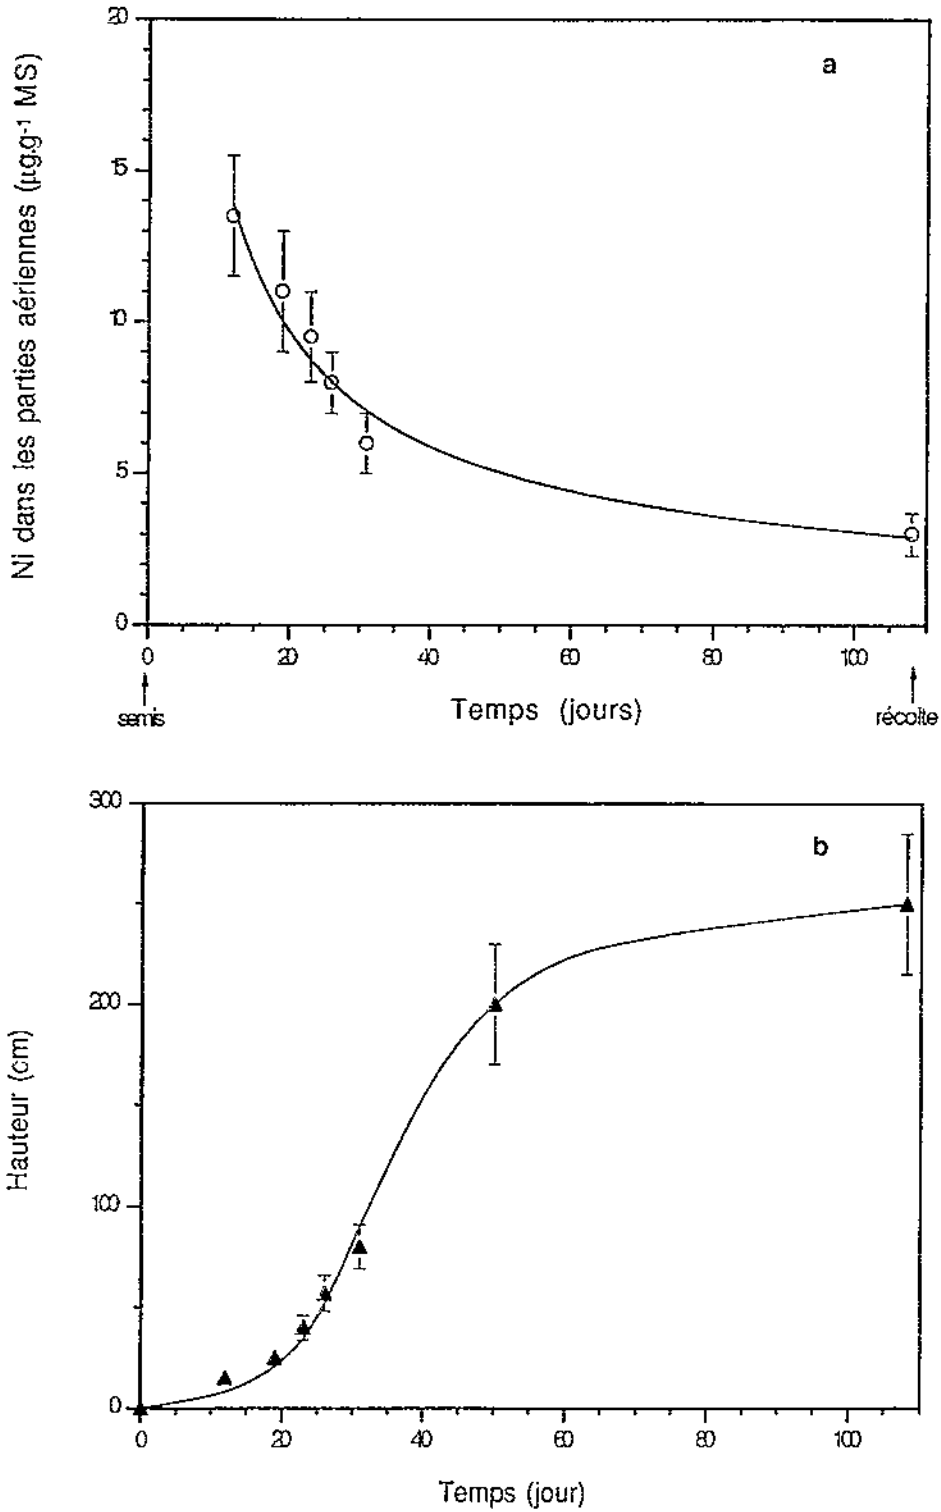 20
a
15
10
5
0
Ni dans les parties aériennes (µg.g-1 MS)
0 20 40 60 80 100
semis
Temps (jours)
récolte
300
b
200
100
0
Hauteur (cm)
0 20 40 60 80 100
Temps (jour)